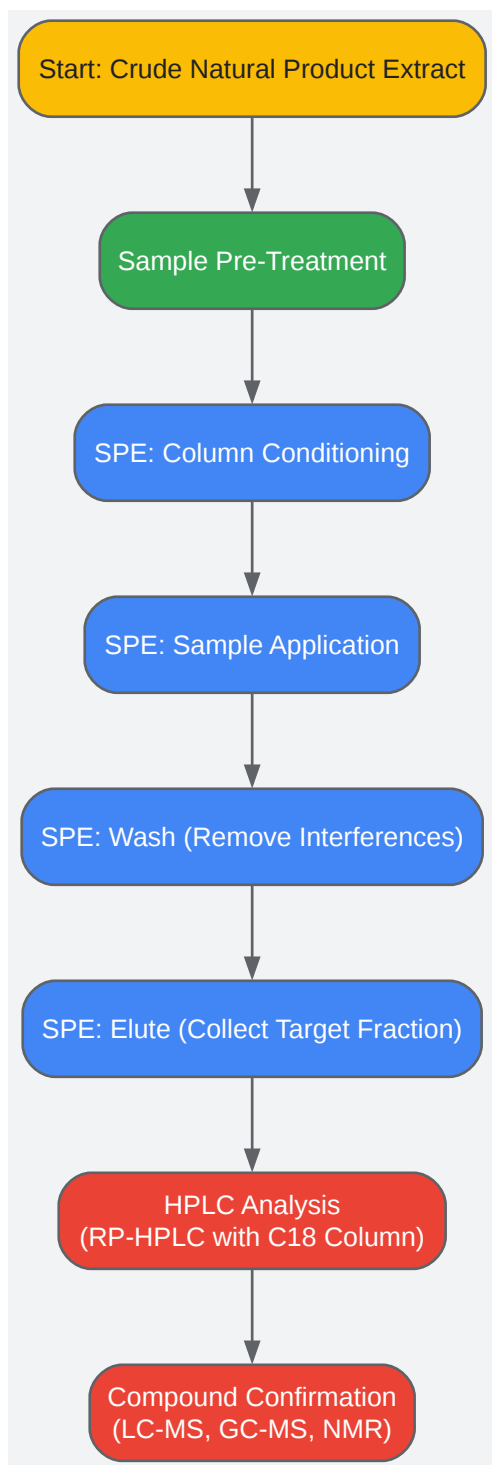 Start: Crude Natural Product Extract
Sample Pre-Treatment
SPE: Column Conditioning
SPE: Sample Application
SPE: Wash (Remove Interferences)
SPE: Elute (Collect Target Fraction)
HPLC Analysis
(RP-HPLC with C18 Column)
Compound Confirmation
(LC-MS, GC-MS, NMR)